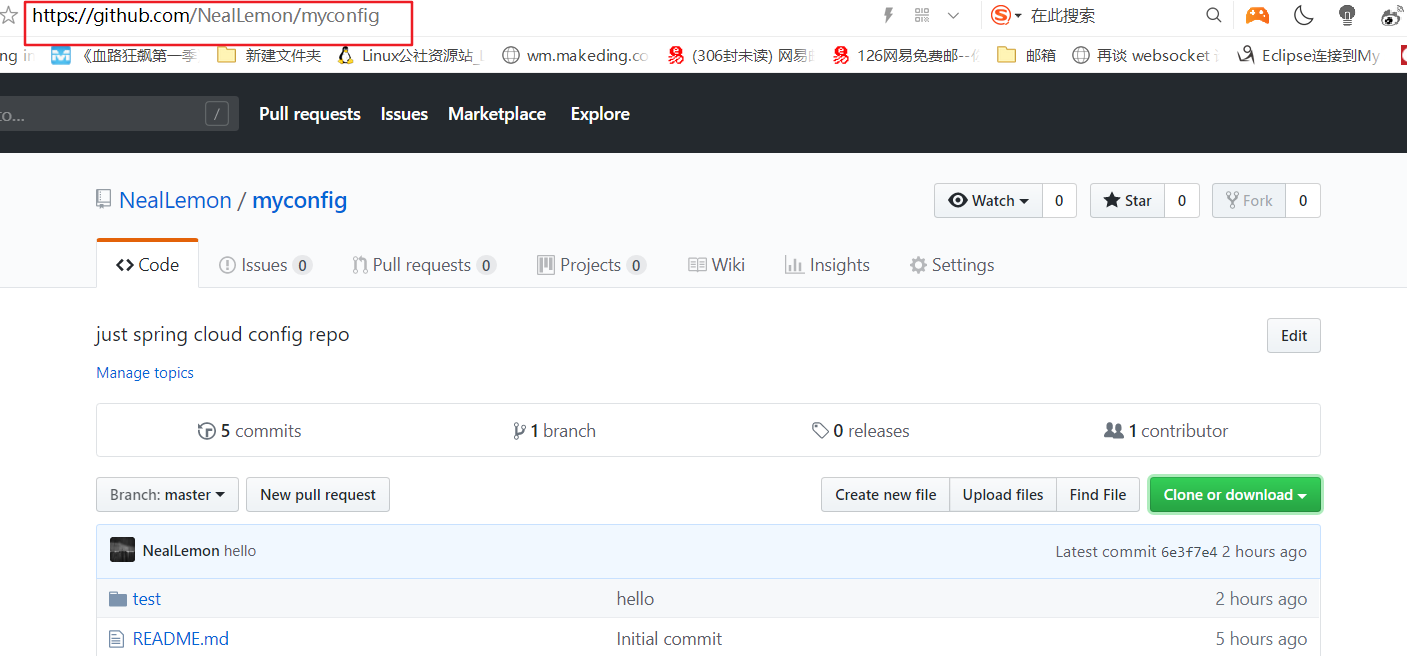 https://github.com/NealLemon/myconfig 在此搜索
ng in 《血路狂飙第一季 新建文件夹 Linux公社资源站_L wm.makeding.co (306封未读) 网易 126网易免费邮-- 邮箱 再谈 websocket Eclipse连接到My
to... / Pull requests Issues Marketplace Explore
NealLemon / myconfig Watch 0 Star 0 Fork 0
Code Issues 0 Pull requests 0 Projects 0 Wiki Insights Settings
just spring cloud config repo Edit
Manage topics
5 commits 1 branch 0 releases 1 contributor
Branch: master New pull request Create new file Upload files Find File Clone or download
NealLemon hello Latest commit 6e3f7e4 2 hours ago
test hello 2 hours ago
README.md Initial commit 5 hours ago